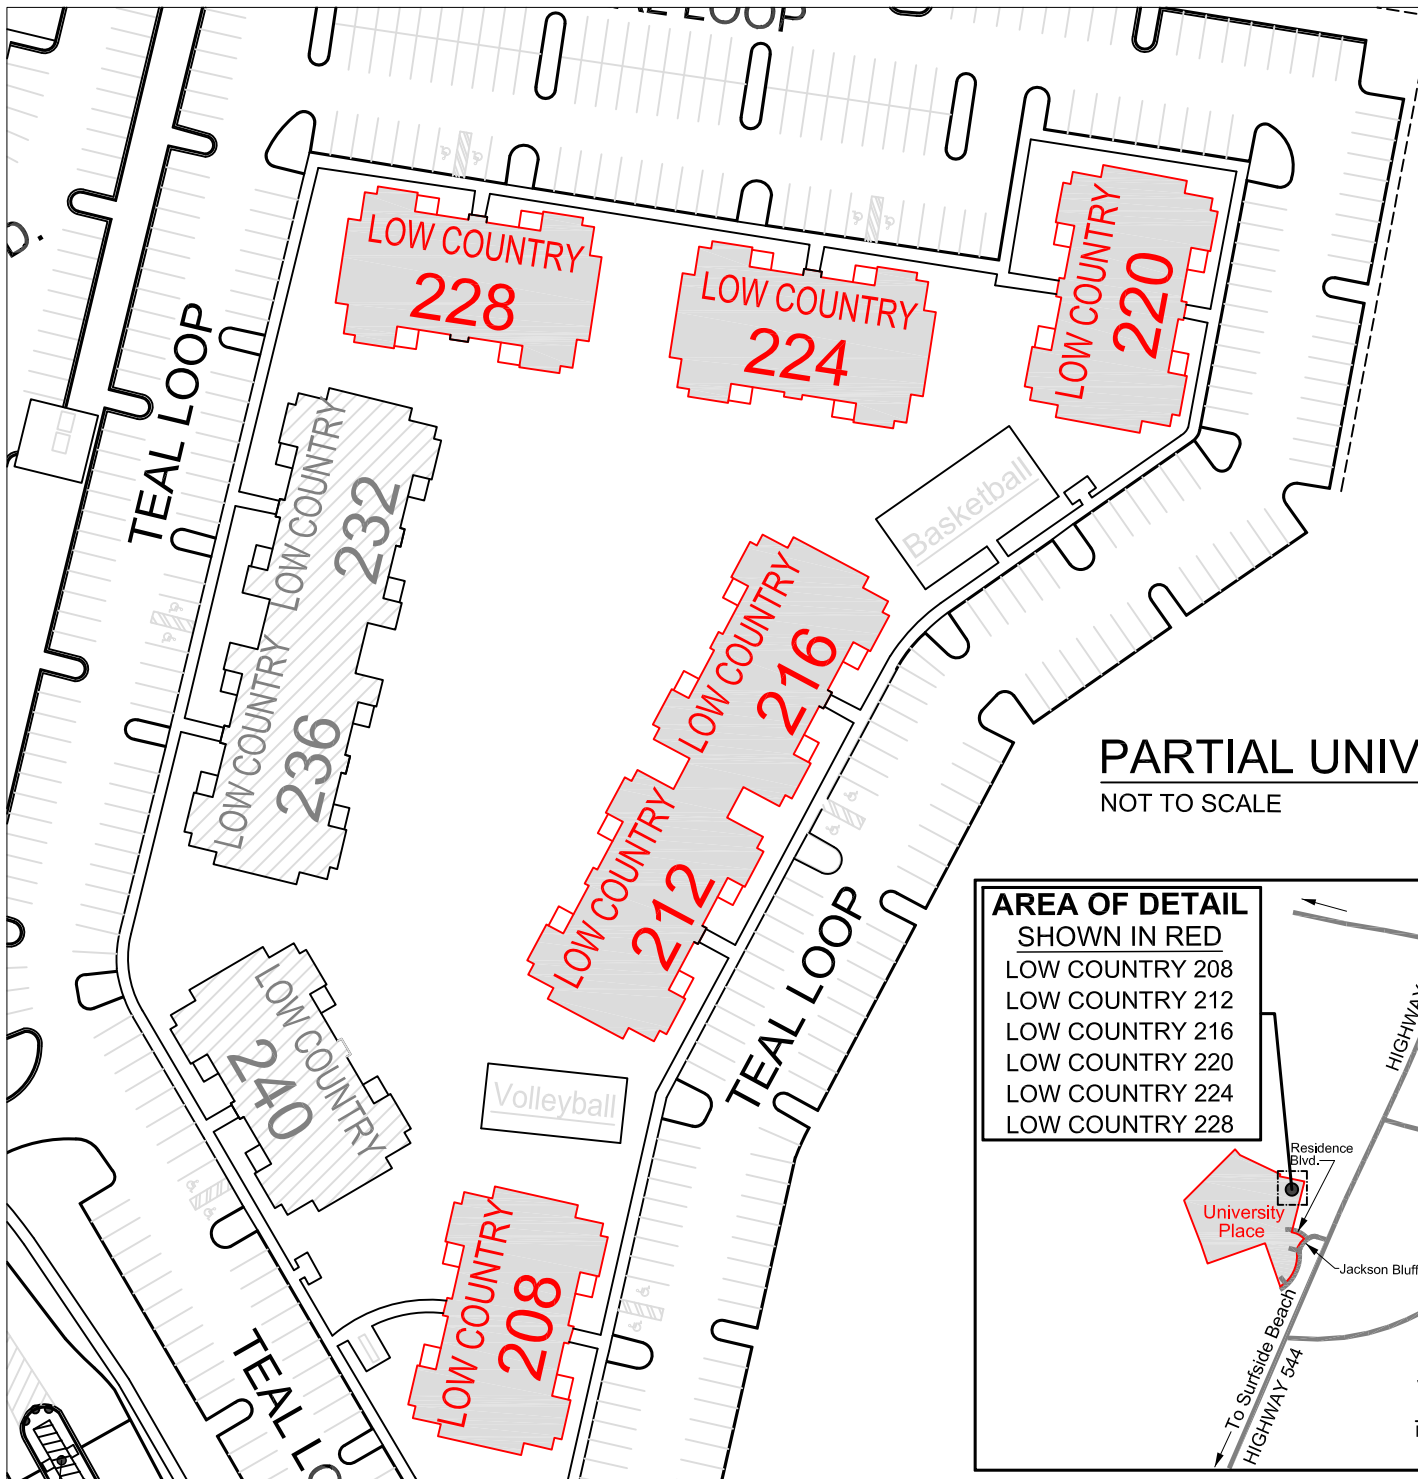 LOOP
D.
LOW COUNTRY
228
LOW COUNTRY
224
LOW COUNTRY
220
TEAL LOOP
LOW COUNTRY
232
Basketball
LOW COUNTRY
216
LOW COUNTRY
236
PARTIAL UNIV
NOT TO SCALE
LOW COUNTRY
212
TEAL LOOP
LOW COUNTRY
240
Volleyball
LOW COUNTRY
208
TEAL LO
AREA OF DETAIL
SHOWN IN RED
LOW COUNTRY 208
LOW COUNTRY 212
LOW COUNTRY 216
LOW COUNTRY 220
LOW COUNTRY 224
LOW COUNTRY 228
HIGHWAY
Residence
Blvd.
University
Place
Jackson Bluff
To Surfside Beach
HIGHWAY 544